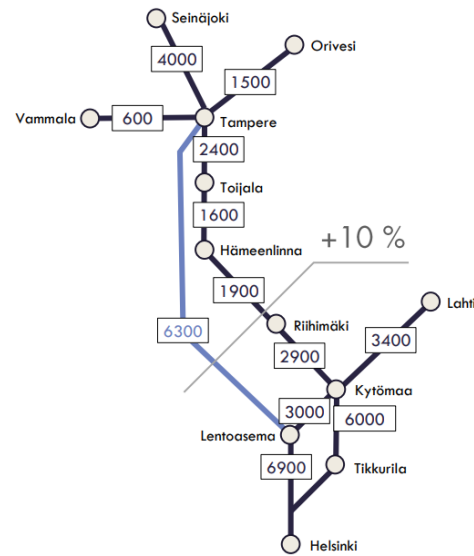 Seinäjoki
Orivesi
4000
1500
Vammala
600
Tampere
2400
Toijala
1600
Hämeenlinna
+10 %
1900
Lahti
6300
Riihimäki
3400
2900
Kytömaa
3000
6000
Lentoasema
6900
Tikkurila
Helsinki